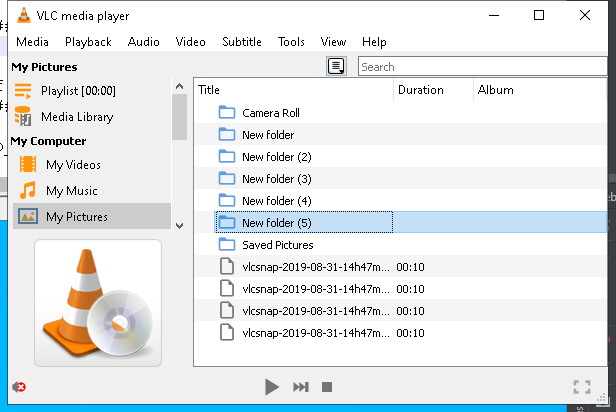 VLC media player
Media Playback Audio Video Subtitle Tools View Help
My Pictures
Search
Playlist [00:00]
Media Library
My Computer
My Videos
My Music
My Pictures
Title Duration Album
Camera Roll
New folder
New folder (2)
New folder (3)
New folder (4)
New folder (5)
Saved Pictures
vlcsnap-2019-08-31-14h47m... 00:10
vlcsnap-2019-08-31-14h47m... 00:10
vlcsnap-2019-08-31-14h47m... 00:10
vlcsnap-2019-08-31-14h47m... 00:10